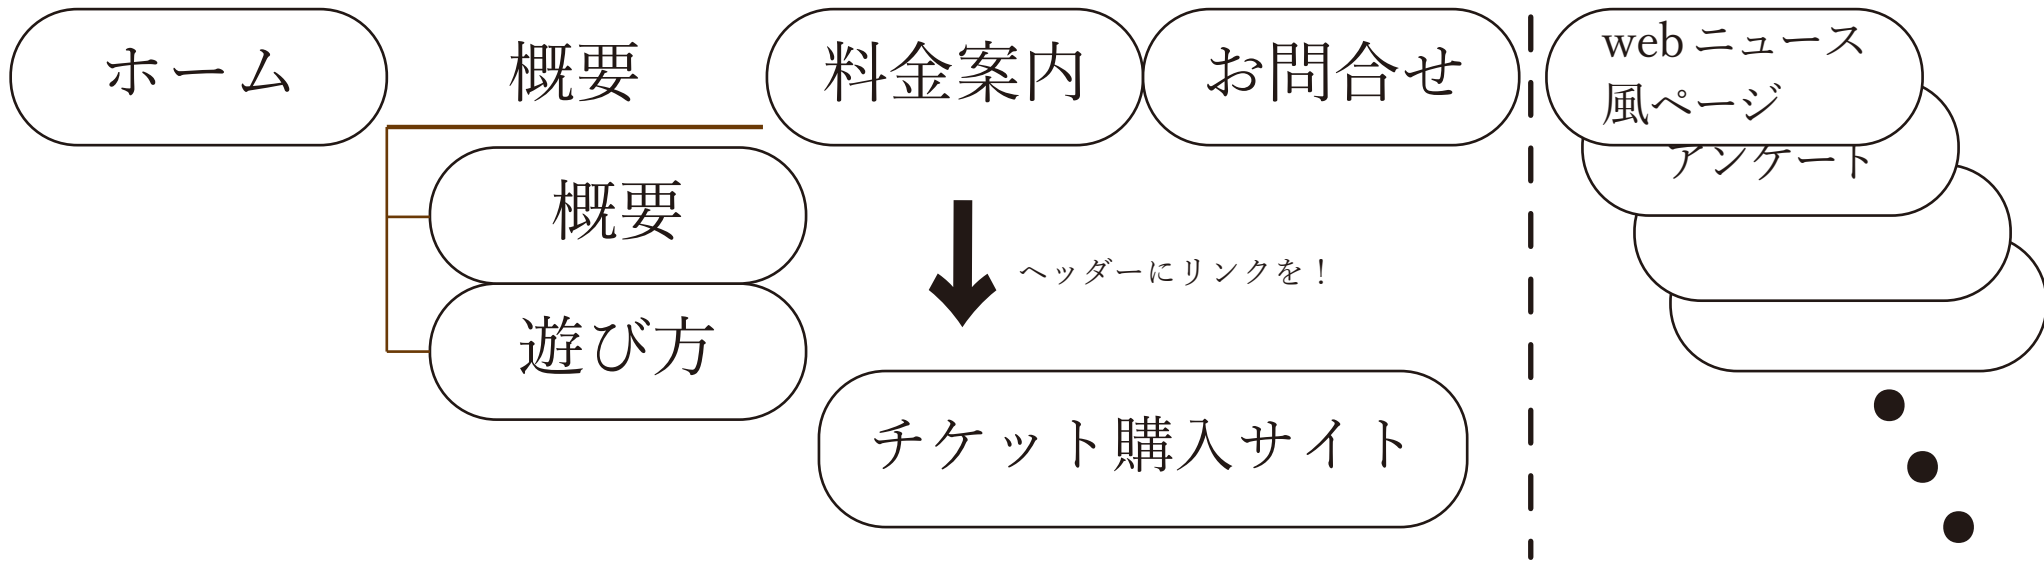 ホーム
概要
料金案内
お問合せ
webニュース
風ページ
アンケート
概要
遊び方
ヘッダーにリンクを！
チケット購入サイト